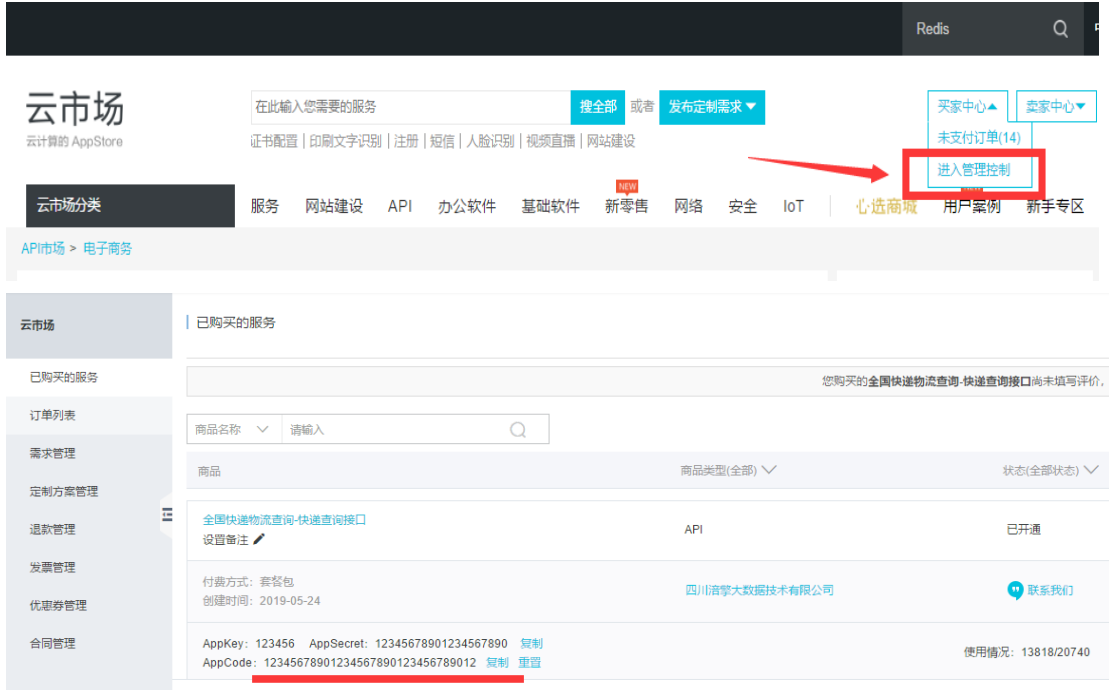 Redis
云市场
云计算的 AppStore
在此输入您需要的服务
搜全部
或者
发布定制需求
买家中心
卖家中心
未支付订单(14)
进入管理控制
证书配置 | 印刷文字识别 | 注册 | 短信 | 人脸识别 | 视频直播 | 网站建设
NEW
云市场分类
服务 网站建设 API 办公软件 基础软件 新零售 网络 安全 IoT 心选商城 用户案例 新手专区
API市场 > 电子商务
云市场
已购买的服务
订单列表
需求管理
定制方案管理
退款管理
发票管理
优惠券管理
合同管理
已购买的服务
您购买的全国快递物流查询-快递查询接口尚未填写评价,
商品名称 请输入
商品 商品类型(全部) 状态(全部状态)
全国快递物流查询-快递查询接口 API 已开通
设置备注
付费方式: 套餐包
创建时间: 2019-05-24
四川涪擎大数据技术有限公司
联系我们
AppKey: 123456 AppSecret: 12345678901234567890 复制
AppCode: 12345678901234567890123456789012 复制 重置
使用情况: 13818/20740